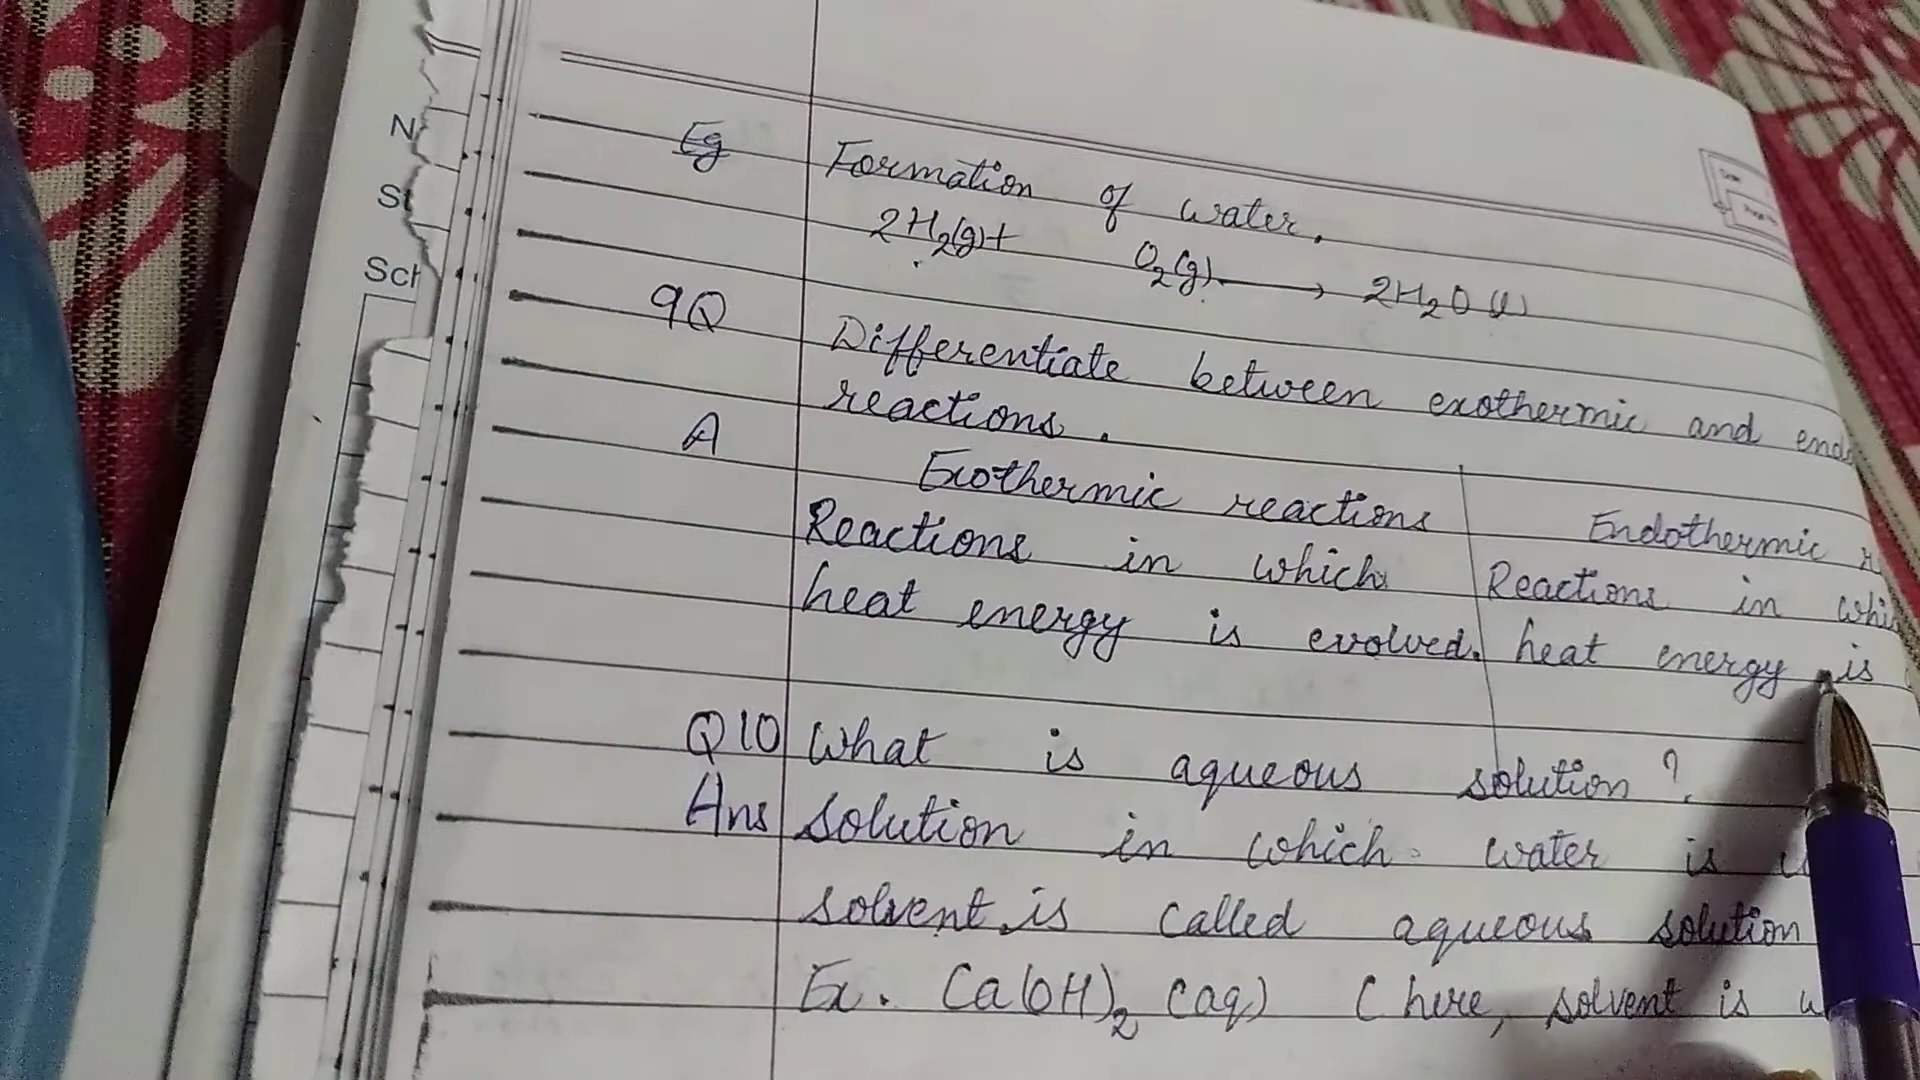 N
St
Sch
Eg Formation of water.
2H₂(g)+ O₂(g) ⟶ 2H₂O (l)
9Q Differentiate between exothermic and endo
reactions.
A Exothermic reactions Endothermic r
Reactions in which Reactions in whi
heat energy is evolved. heat energy is
Q10 What is aqueous solution?
Ans Solution in which water is
solvent is called aqueous solution
Ex. Ca(OH)₂ (aq) ( here, solvent is w